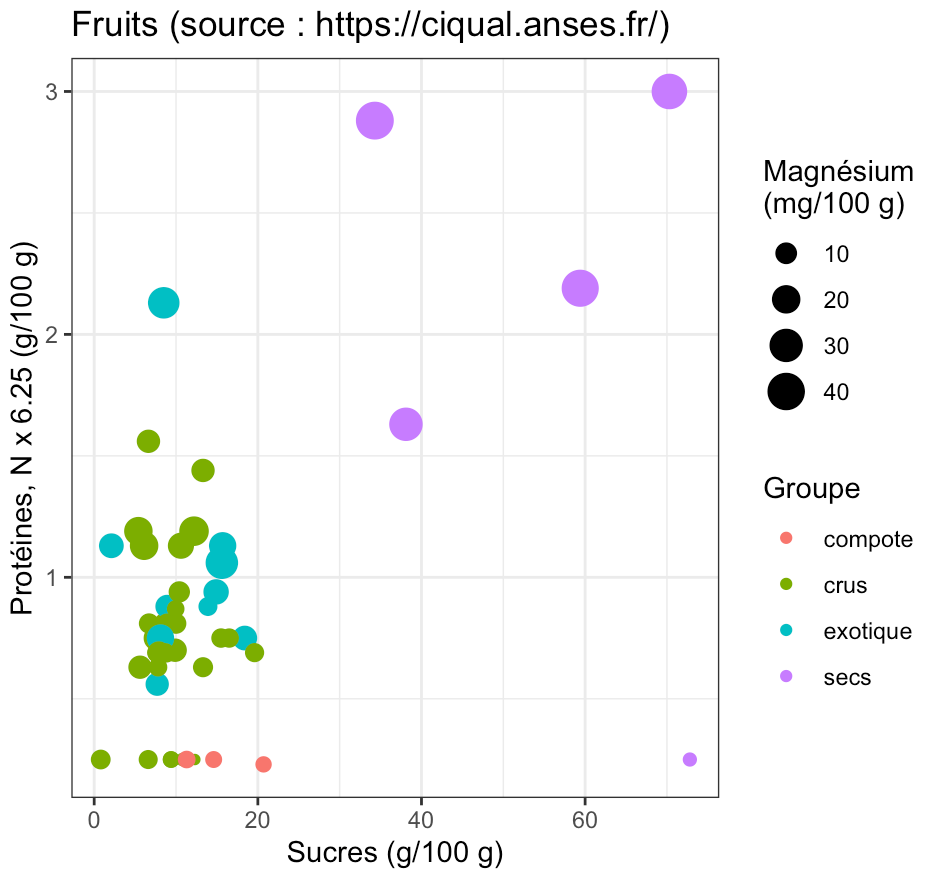 Fruits (source : https://ciqual.anses.fr/)
3
2
1
Protéines, N x 6.25 (g/100 g)
0
20
40
60
Sucres (g/100 g)
Magnésium
(mg/100 g)
10
20
30
40
Groupe
compote
crus
exotique
secs